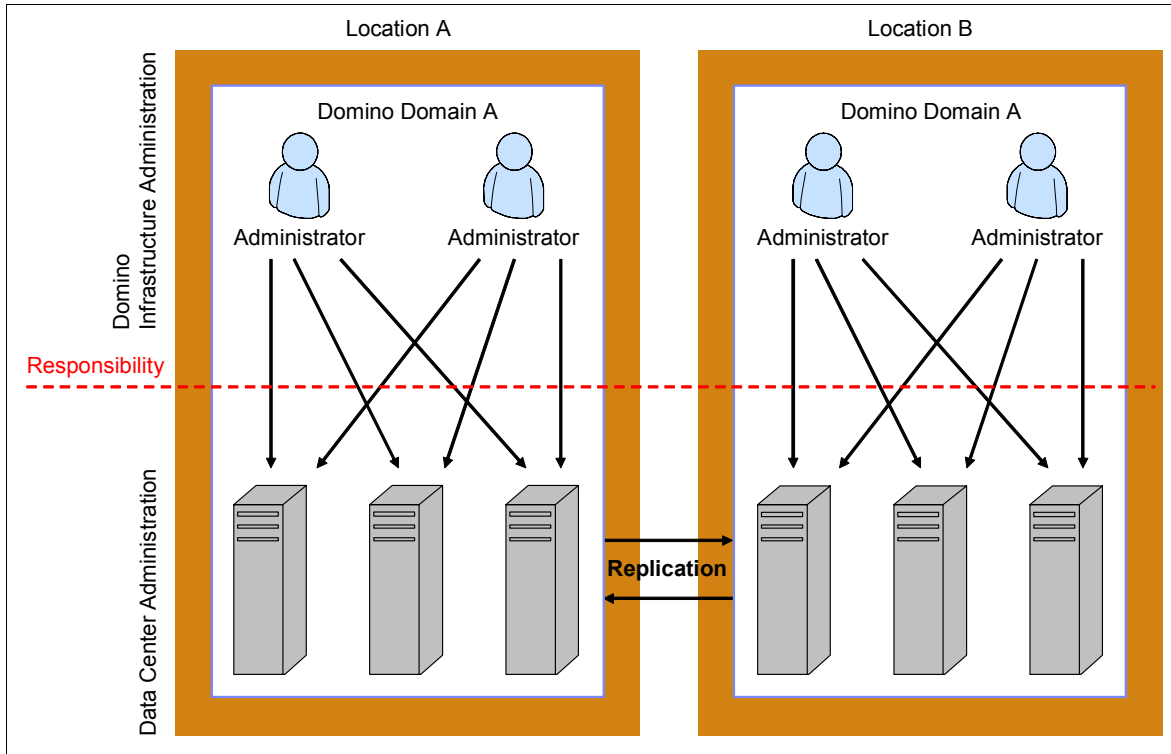 Location A
Location B
Domino
Infrastructure Administration
Domino Domain A
Domino Domain A
Administrator
Administrator
Administrator
Administrator
Responsibility
Data Center Administration
Replication